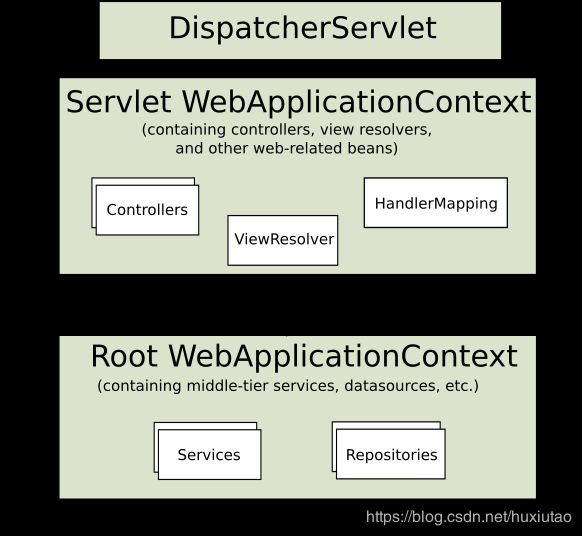 DispatcherServlet
Servlet WebApplicationContext
(containing controllers, view resolvers,
and other web-related beans)
Controllers
HandlerMapping
ViewResolver
Root WebApplicationContext
(containing middle-tier services, datasources, etc.)
Services
Repositories
https://blog.csdn.net/huxiutao